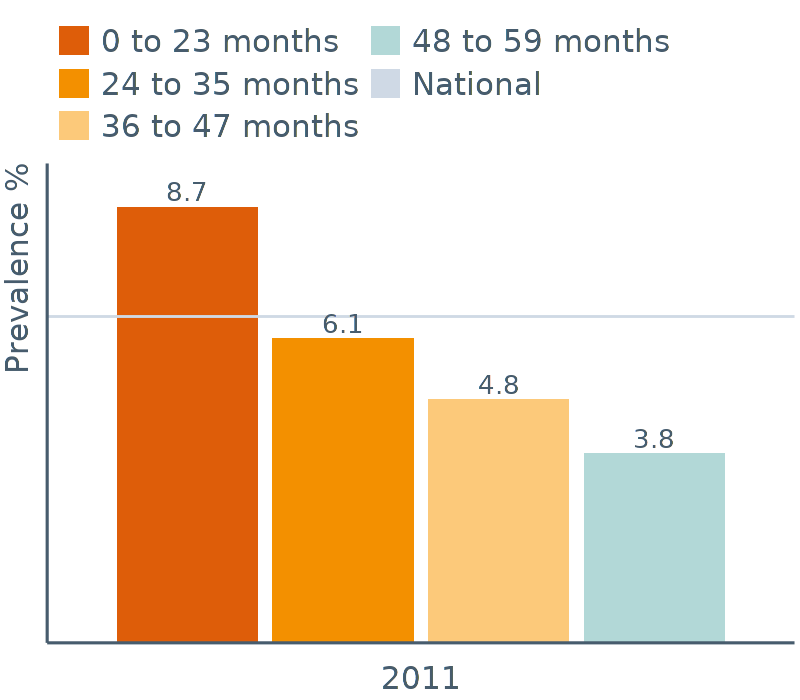 0 to 23 months
24 to 35 months
36 to 47 months
48 to 59 months
National
Prevalence %
8.7
6.1
4.8
3.8
2011